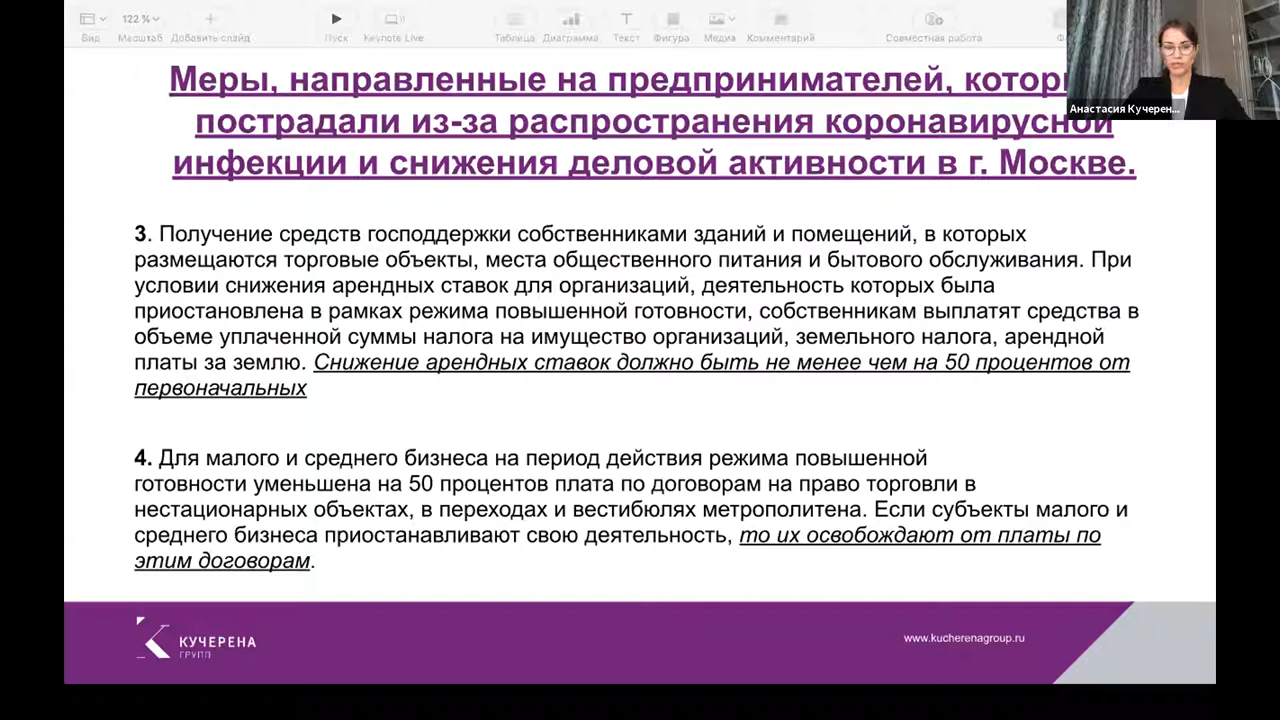 122 %
Вид
Масштаб
Добавить слайд
Пуск
Keynote Live
Таблица
Диаграмма
Текст
Фигура
Медиа
Комментарий
Совместная работа
Анастасия Кучерен...
Меры, направленные на предпринимателей,
пострадали из-за распространения коронавирусной
инфекции и снижения деловой активности в г. Москве.
3. Получение средств господдержки собственниками зданий и помещений, в которых
размещаются торговые объекты, места общественного питания и бытового обслуживания. При
условии снижения арендных ставок для организаций, деятельность которых была
приостановлена в рамках режима повышенной готовности, собственникам выплатят средства в
объеме уплаченной суммы налога на имущество организаций, земельного налога, арендной
платы за землю. Снижение арендных ставок должно быть не менее чем на 50 процентов от
первоначальных
4. Для малого и среднего бизнеса на период действия режима повышенной
готовности уменьшена на 50 процентов плата по договорам на право торговли в
нестационарных объектах, в переходах и вестибюлях метрополитена. Если субъекты малого и
среднего бизнеса приостанавливают свою деятельность, то их освобождают от платы по
этим договорам.
КУЧЕРЕНА
ГРУПП
www.kucherenagroup.ru